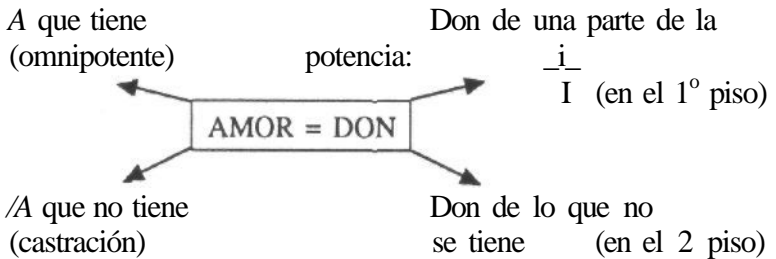 A que tiene Don de una parte de la
(omnipotente) potencia: _i_
I (en el 1º piso)
AMOR = DON
/A que no tiene Don de lo que no
(castración) se tiene (en el 2 piso)